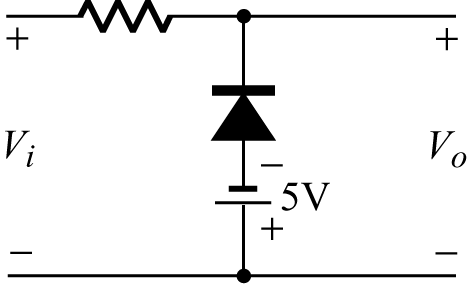 + +
V_i V_o
−
5V
+
− −